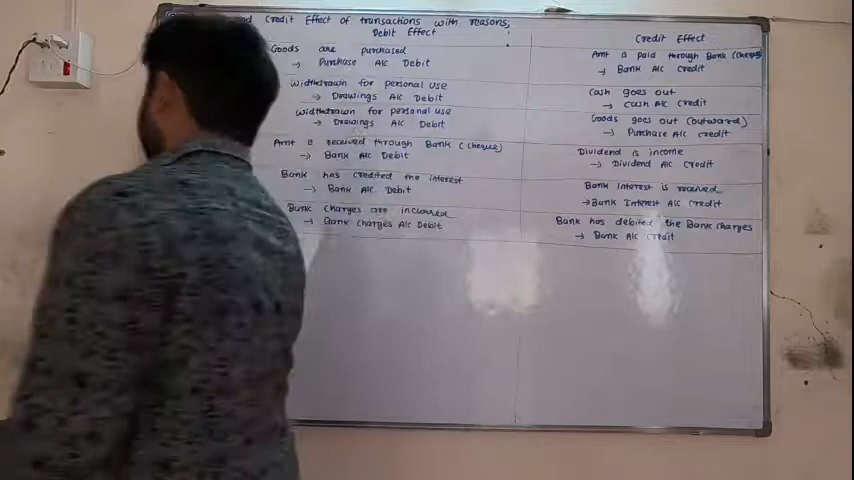 and Credit Effect of transactions with reasons;
Debit Effect
Credit Effect
Goods are purchased
→ Purchase A/c Debit
Amt is paid through Bank (Cheque)
→ Bank A/c Credit
Widthdrawn for personal use
→ Drawings A/c Debit
Cash goes out
→ Cash A/c Credit
Widthdrawn for personal use
→ Drawings A/c Debit
Goods goes out (outward)
→ Purchase A/c Credit
Amt is received through Bank (Cheque)
→ Bank A/c Debit
Dividend is income
→ Dividend A/c Credit
Bank has credited the interest
→ Bank A/c Debit
Bank Interest is received
→ Bank Interest A/c Credit
Bank Charges are incurred
→ Bank Charges A/c Debit
Bank has debited the Bank charges
→ Bank A/c Credit